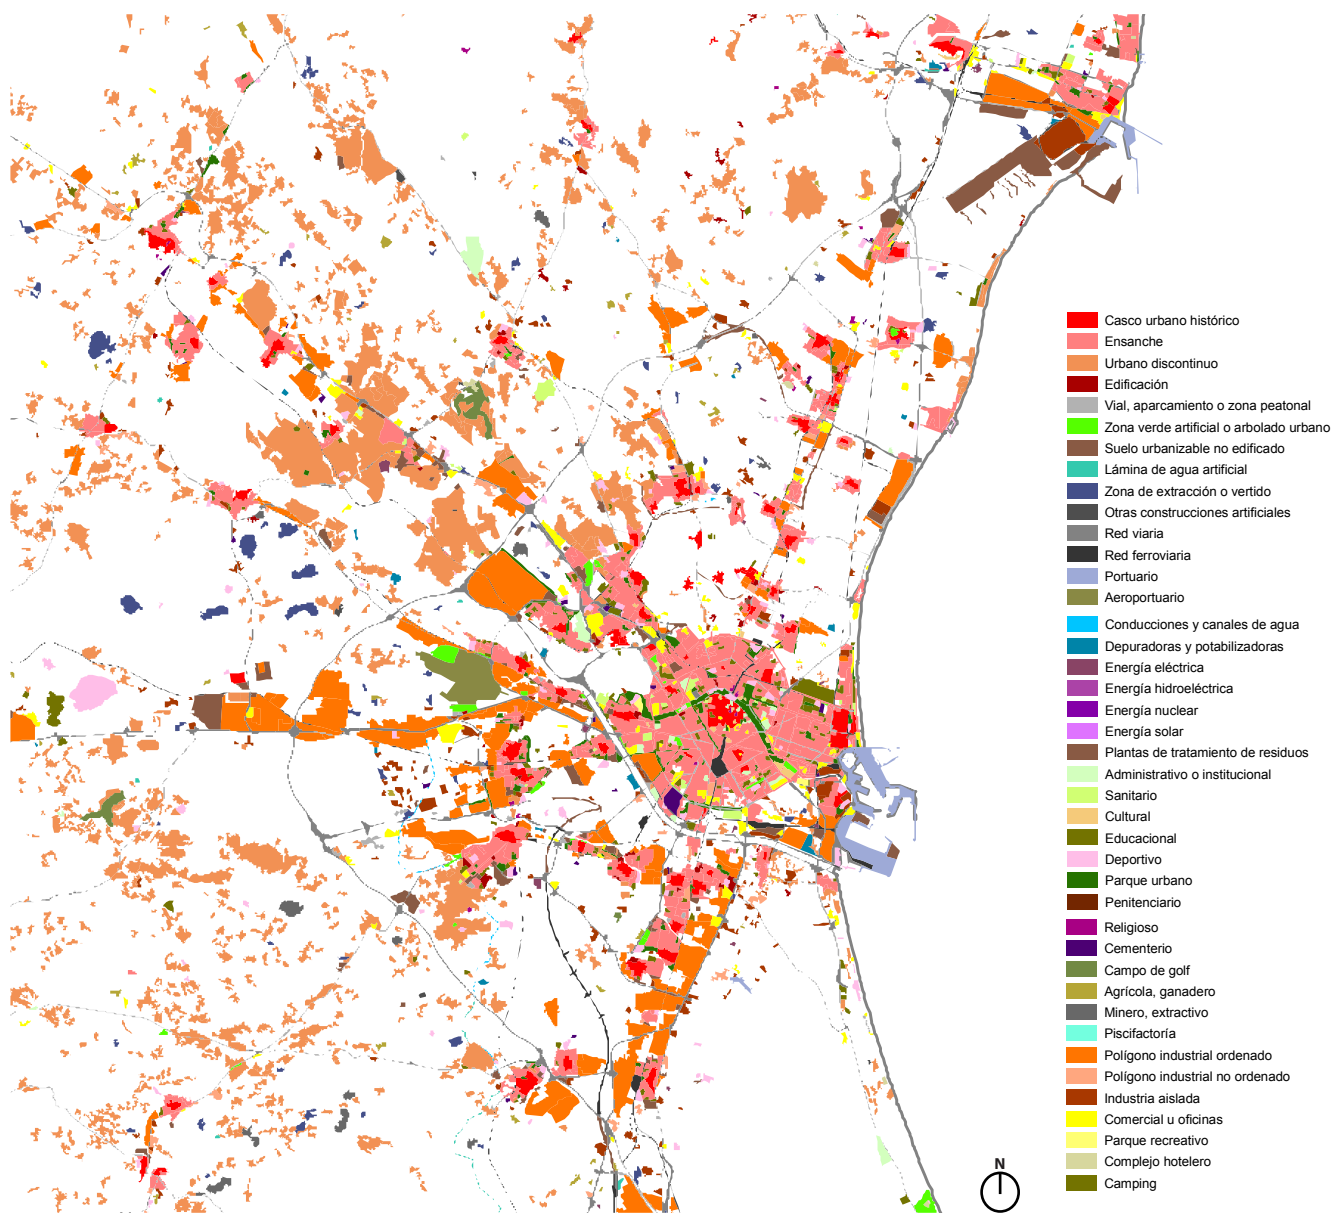 Casco urbano histórico
Ensanche
Urbano discontinuo
Edificación
Vial, aparcamiento o zona peatonal
Zona verde artificial o arbolado urbano
Suelo urbanizable no edificado
Lámina de agua artificial
Zona de extracción o vertido
Otras construcciones artificiales
Red viaria
Red ferroviaria
Portuario
Aeroportuario
Conducciones y canales de agua
Depuradoras y potabilizadoras
Energía eléctrica
Energía hidroeléctrica
Energía nuclear
Energía solar
Plantas de tratamiento de residuos
Administrativo o institucional
Sanitario
Cultural
Educacional
Deportivo
Parque urbano
Penitenciario
Religioso
Cementerio
Campo de golf
Agrícola, ganadero
Minero, extractivo
Piscifactoría
Polígono industrial ordenado
Polígono industrial no ordenado
Industria aislada
Comercial u oficinas
Parque recreativo
Complejo hotelero
Camping
N